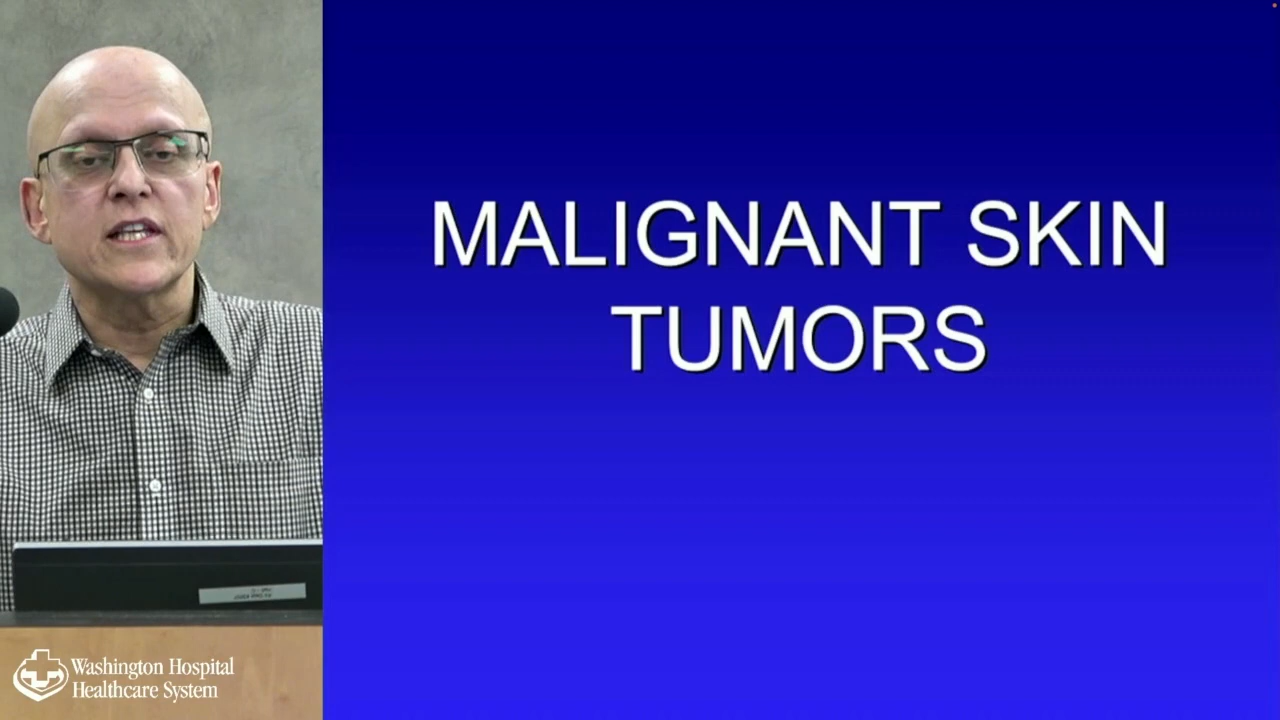 MALIGNANT SKIN
TUMORS
Washington Hospital
Healthcare System